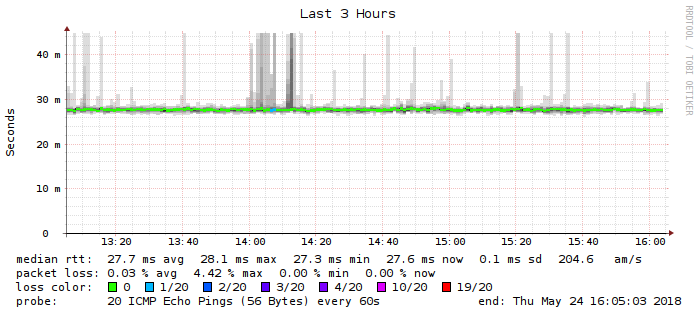 Last 3 Hours
RRDTOOL / TOBI OETIKER
Seconds
40 m
30 m
20 m
10 m
0
13:20 13:40 14:00 14:20 14:40 15:00 15:20 15:40 16:00
median rtt: 27.7 ms avg 28.1 ms max 27.3 ms min 27.6 ms now 0.1 ms sd 204.6 am/s
packet loss: 0.03 % avg 4.42 % max 0.00 % min 0.00 % now
loss color: 0 1/20 2/20 3/20 4/20 10/20 19/20
probe: 20 ICMP Echo Pings (56 Bytes) every 60s end: Thu May 24 16:05:03 2018